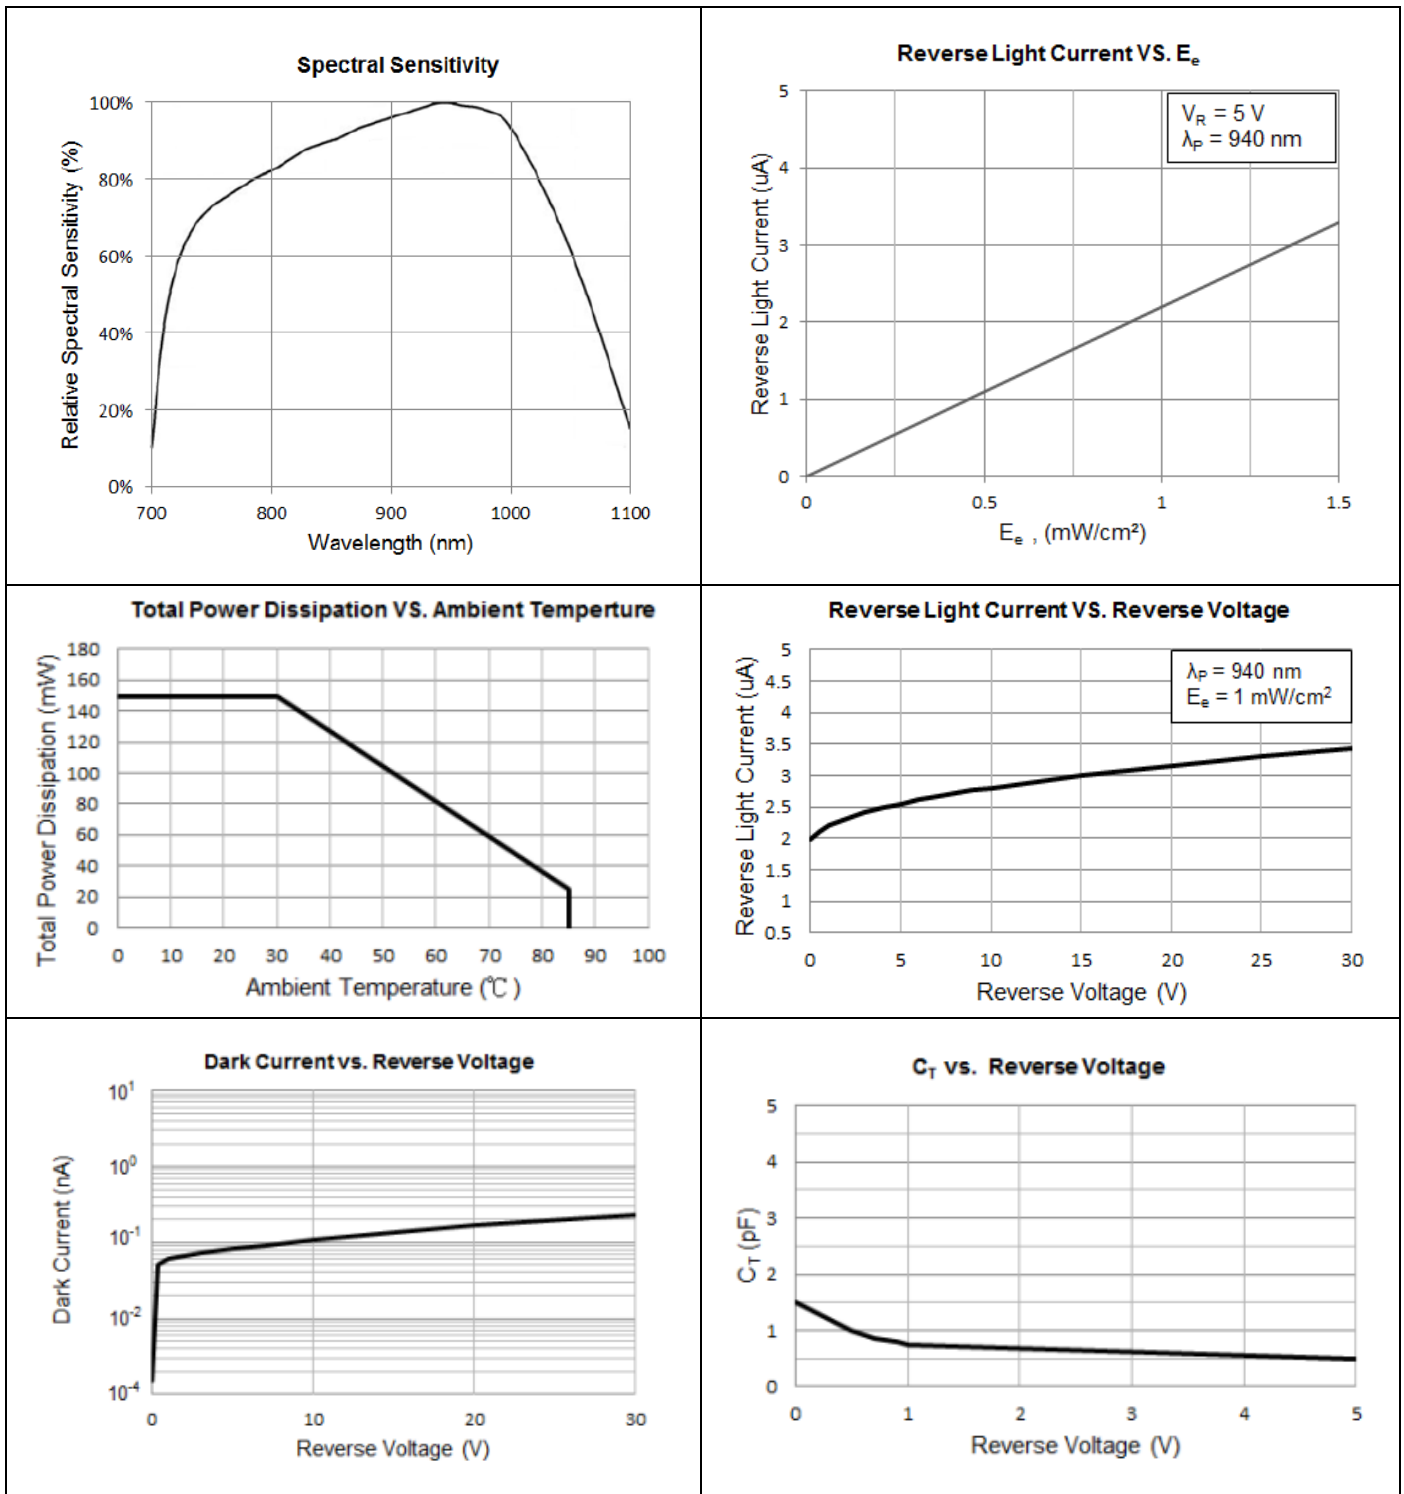 Spectral Sensitivity
Relative Spectral Sensitivity (%)
100%
80%
60%
40%
20%
0%
700 800 900 1000 1100
Wavelength (nm)
Reverse Light Current VS. Eₑ
Reverse Light Current (uA)
V_R = 5 V
λ_P = 940 nm
5
4
3
2
1
0
0 0.5 1 1.5
Eₑ , (mW/cm²)
Total Power Dissipation VS. Ambient Temperture
Total Power Dissipation (mW)
180
160
140
120
100
80
60
40
20
0
0 10 20 30 40 50 60 70 80 90 100
Ambient Temperature (℃ )
Reverse Light Current VS. Reverse Voltage
Reverse Light Current (uA)
λ_P = 940 nm
Eₑ = 1 mW/cm²
5
4.5
4
3.5
3
2.5
2
1.5
1
0.5
0 5 10 15 20 25 30
Reverse Voltage (V)
Dark Current vs. Reverse Voltage
Dark Current (nA)
10¹
10⁰
10⁻¹
10⁻²
10⁻⁴
0 10 20 30
Reverse Voltage (V)
C_T vs. Reverse Voltage
C_T (pF)
5
4
3
2
1
0
0 1 2 3 4 5
Reverse Voltage (V)